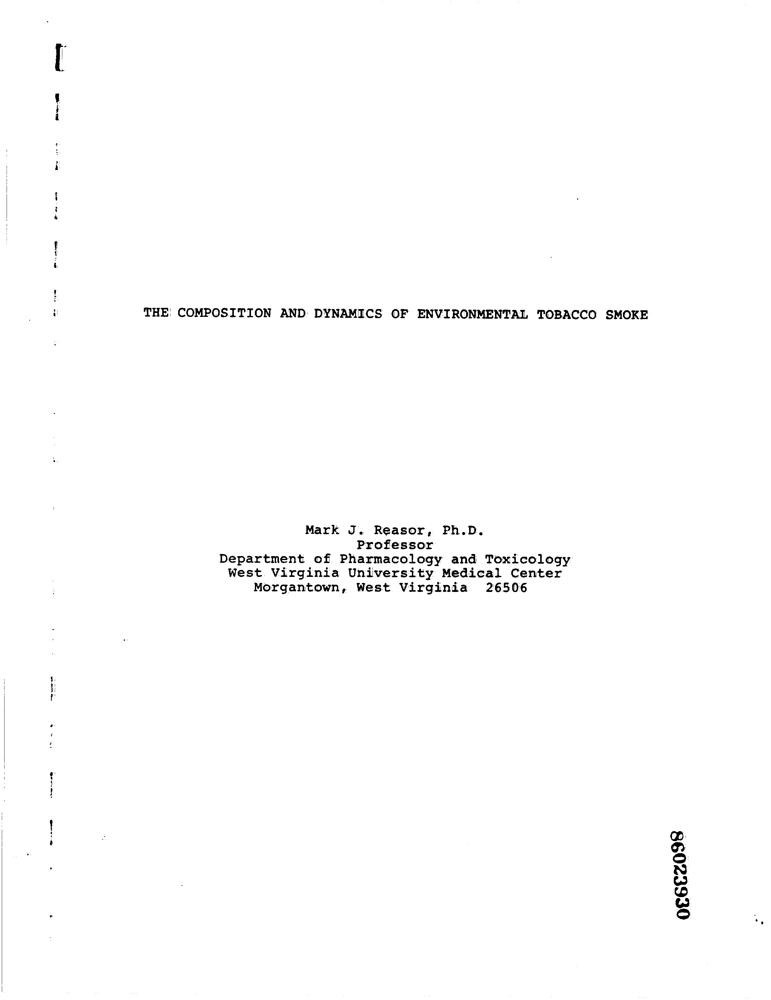 THE COMPOSITION AND DYNAMICS OF ENVIRONMENTAL TOBACCO SMOKE
Mark J. Reasor, Ph.D.
Professor
Department of Pharmacology and Toxicology
West Virginia University Medical Center
Morgantown, West Virginia 26506
86023930